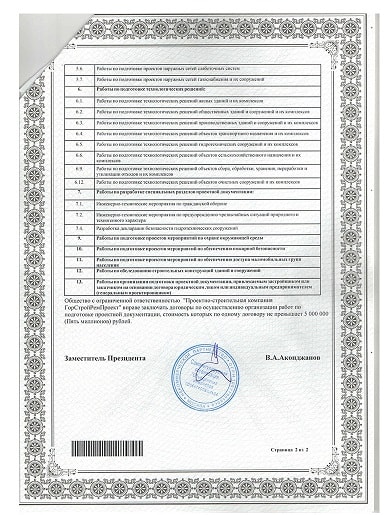 5.6 Работы по подготовке проектов наружных сетей слаботочных систем
5.7 Работы по подготовке проектов наружных сетей газоснабжения и их сооружений
6. Работы по подготовке технологических решений:
6.1. Работы по подготовке технологических решений жилых зданий и их комплексов
6.2. Работы по подготовке технологических решений общественных зданий и сооружений и их комплексов
6.3. Работы по подготовке технологических решений производственных зданий и сооружений и их комплексов
6.4. Работы по подготовке технологических решений объектов транспортного назначения и их комплексов
6.5. Работы по подготовке технологических решений гидротехнических сооружений и их комплексов
6.6. Работы по подготовке технологических решений объектов сельскохозяйственного назначения и их
комплексов
6.9. Работы по подготовке технологических решений объектов сбора, обработки, хранения, переработки и
утилизации отходов и их комплексов
6.12. Работы по подготовке технологических решений объектов очистных сооружений и их комплексов
7. Работы по разработке специальных разделов проектной документации:
7.1. Инженерно-технические мероприятия по гражданской обороне
7.2. Инженерно-технические мероприятия по предупреждению чрезвычайных ситуаций природного и
техногенного характера
7.4. Разработка декларации безопасности гидротехнических сооружений
9. Работы по подготовке проектов мероприятий по охране окружающей среды
10. Работы по подготовке проектов мероприятий по обеспечению пожарной безопасности
11. Работы по подготовке проектов мероприятий по обеспечению доступа маломобильных групп
населения
12. Работы по обследованию строительных конструкций зданий и сооружений
13. Работы по организации подготовки проектной документации, привлекаемым застройщиком или
заказчиком на основании договора юридическим лицом или индивидуальным предпринимателем
(генеральным проектировщиком)
Общество с ограниченной ответственностью "Проектно-строительная компания
ГорСтройРемПроект" вправе заключать договоры по осуществлению организации работ по
подготовке проектной документации, стоимость которых по одному договору не превышает 5 000 000
(Пять миллионов) рублей.
Заместитель Президента В.А.Аконджанов
Страница 2 из 2